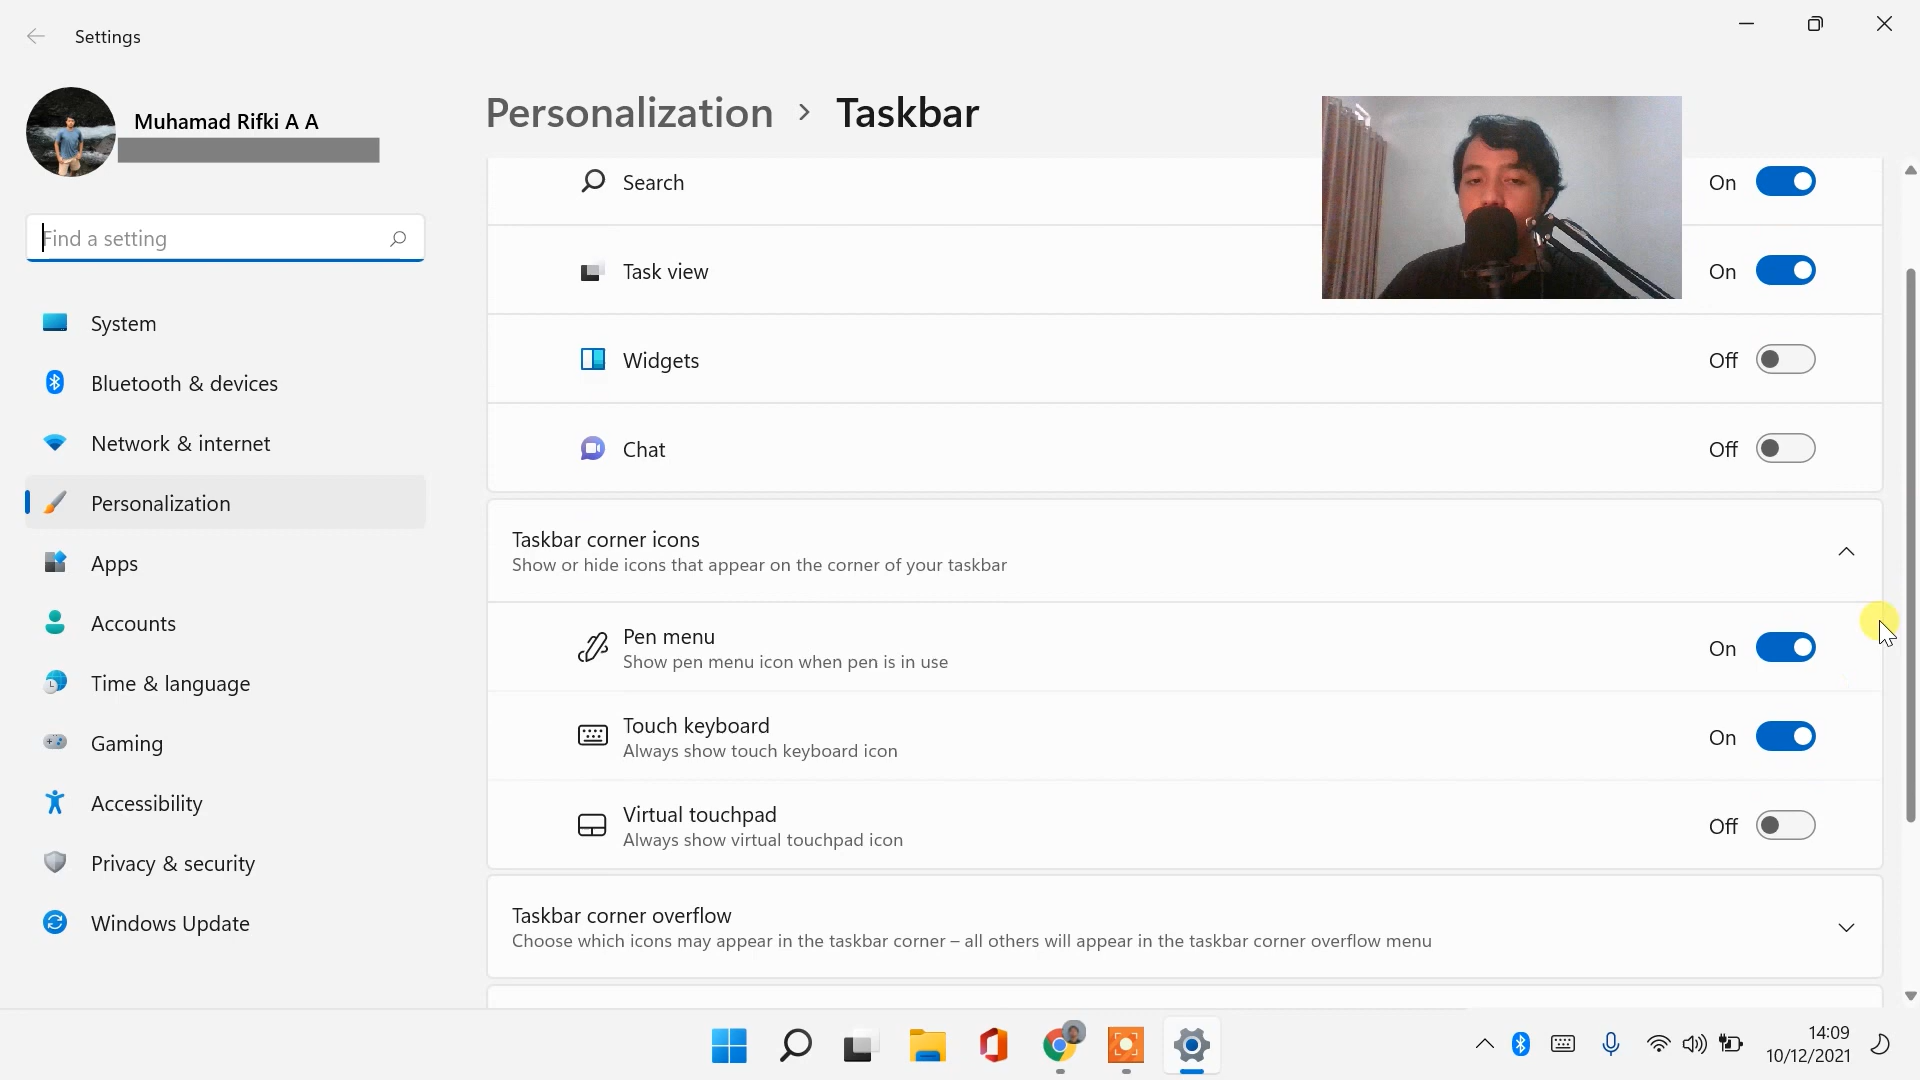 Settings
Muhamad Rifki A A
Find a setting
System
Bluetooth & devices
Network & internet
Personalization
Apps
Accounts
Time & language
Gaming
Accessibility
Privacy & security
Windows Update
Personalization > Taskbar
Search On
Task view On
Widgets Off
Chat Off
Taskbar corner icons
Show or hide icons that appear on the corner of your taskbar
Pen menu
Show pen menu icon when pen is in use
On
Touch keyboard
Always show touch keyboard icon
On
Virtual touchpad
Always show virtual touchpad icon
Off
Taskbar corner overflow
Choose which icons may appear in the taskbar corner – all others will appear in the taskbar corner overflow menu
14:09
10/12/2021